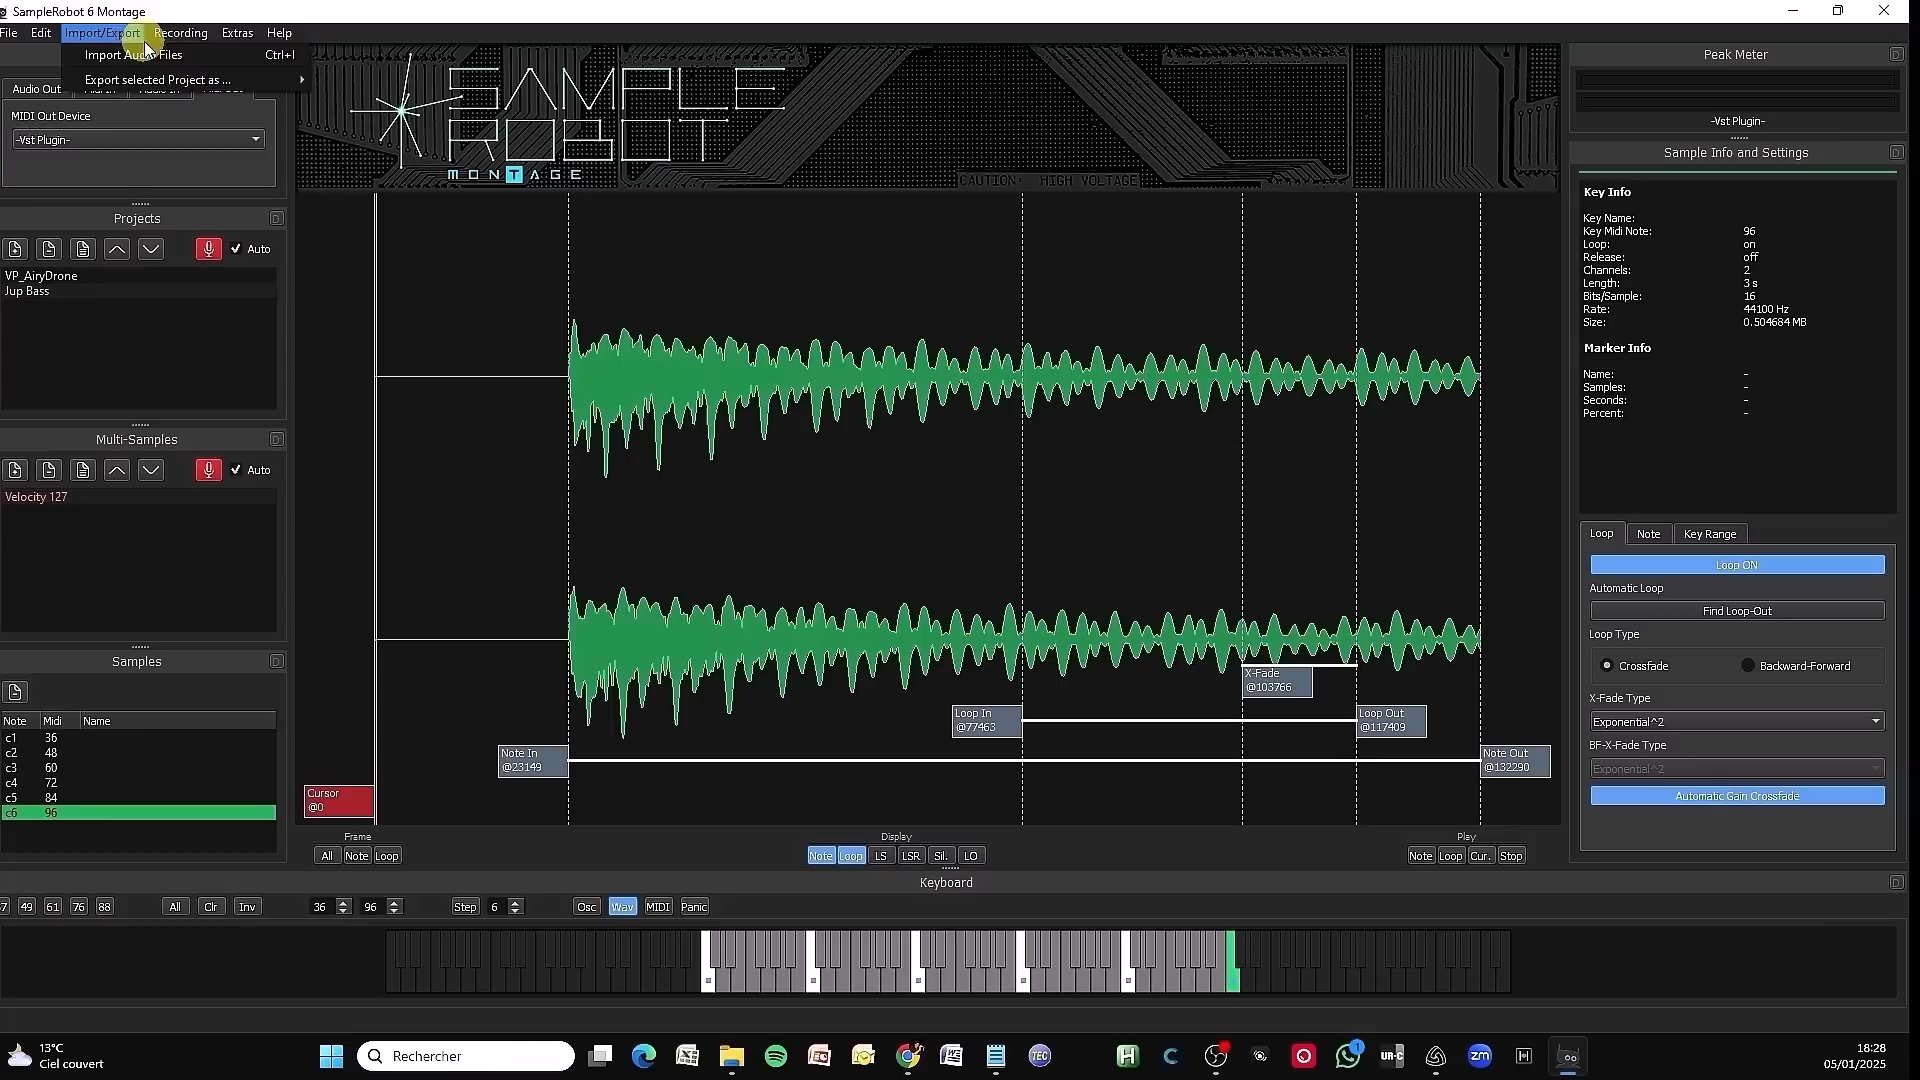 SampleRobot 6 Montage
File Edit Import/Export Recording Extras Help
Import Audio Files Ctrl+I
Export selected Project as ...
Audio Out
MIDI Out Device
-Vst Plugin-
SAMPLE
ROBOT
MONTAGE
CAUTION: HIGH VOLTAGE
Peak Meter
-Vst Plugin-
Projects
Auto
VP_AiryDrone
Jup Bass
Multi-Samples
Auto
Velocity 127
Samples
Note Midi Name
c1 36
c2 48
c3 60
c4 72
c5 84
c6 96
X-Fade
@103766
Loop In
@77463
Loop Out
@117409
Note In
@23149
Note Out
@132290
Cursor
@0
Frame
All Note Loop
Display
Note Loop LS LSR Sil. LO
Play
Note Loop Cur. Stop
Sample Info and Settings
Key Info
Key Name:
Key Midi Note: 96
Loop: on
Release: off
Channels: 2
Length: 3 s
Bits/Sample: 16
Rate: 44100 Hz
Size: 0.504684 MB
Marker Info
Name: -
Samples: -
Seconds: -
Percent: -
Loop Note Key Range
Loop ON
Automatic Loop
Find Loop-Out
Loop Type
Crossfade Backward-Forward
X-Fade Type
Exponential^2
BF-X-Fade Type
Exponential^2
Automatic Gain Crossfade
Keyboard
49 61 76 88 All Clr Inv 36 96 Step 6 Osc Wav MIDI Panic
13°C
Ciel couvert
Rechercher
TEC
UR-C
zm
1
18:28
05/01/2025